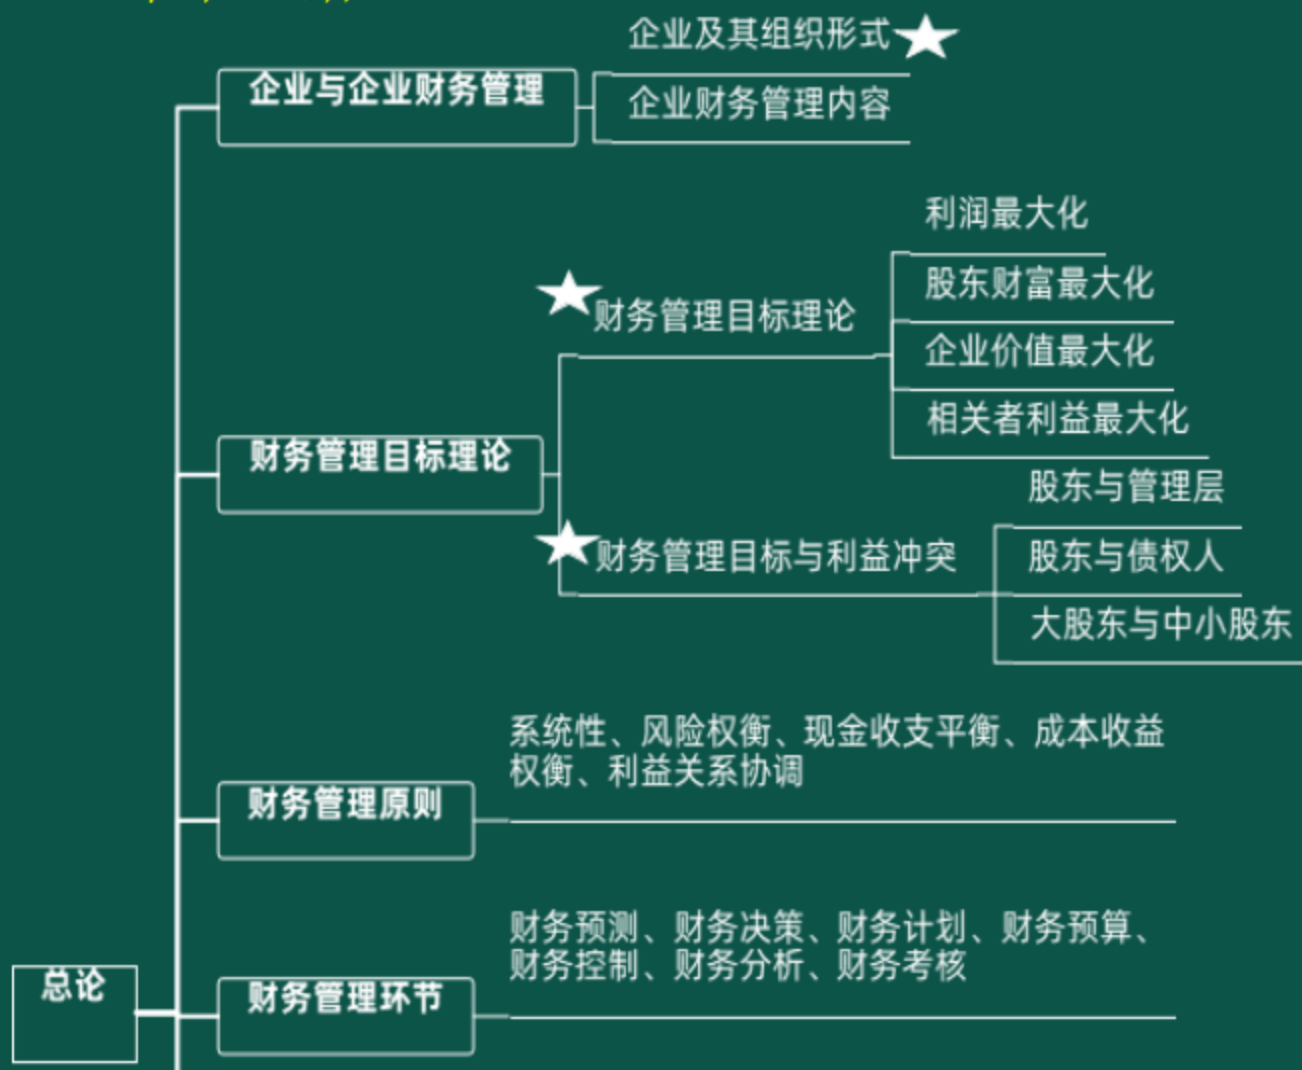 企业及其组织形式
企业与企业财务管理
企业财务管理内容
利润最大化
股东财富最大化
财务管理目标理论
企业价值最大化
相关者利益最大化
财务管理目标理论
股东与管理层
财务管理目标与利益冲突
股东与债权人
大股东与中小股东
系统性、风险权衡、现金收支平衡、成本收益
权衡、利益关系协调
财务管理原则
财务预测、财务决策、财务计划、财务预算、
财务控制、财务分析、财务考核
总论
财务管理环节